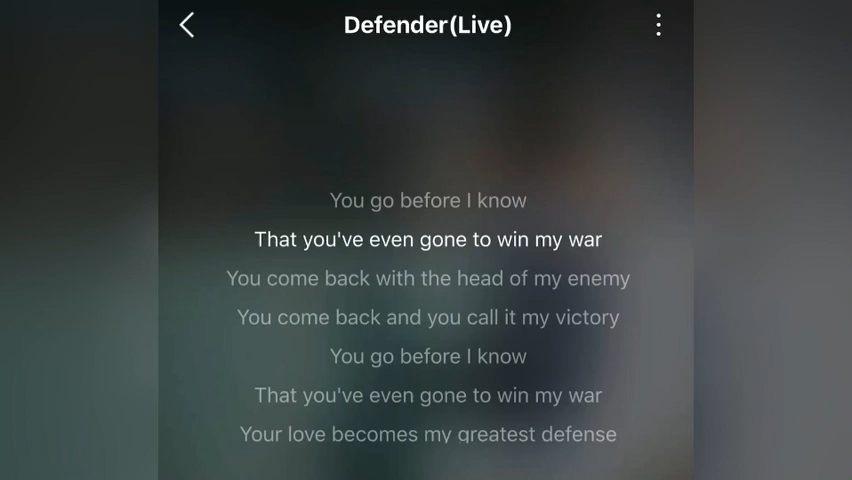 Defender(Live)
You go before I know
That you've even gone to win my war
You come back with the head of my enemy
You come back and you call it my victory
You go before I know
That you've even gone to win my war
Your love becomes my greatest defense